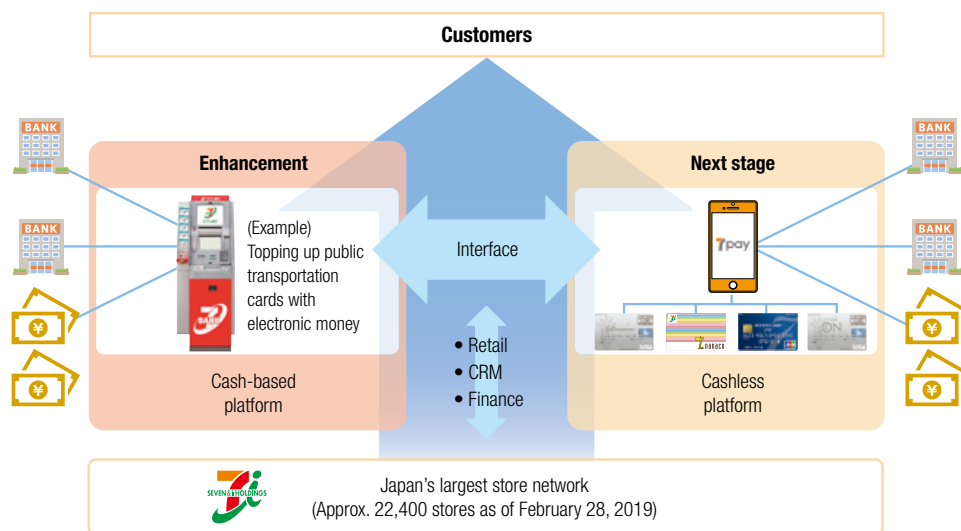 Customers
BANK
BANK
Enhancement
(Example)
Topping up public
transportation
cards with
electronic money
BANK
Cash-based
platform
Interface
• Retail
• CRM
• Finance
Next stage
7pay
nanaco
Cashless
platform
BANK
BANK
SEVEN & i HOLDINGS
Japan's largest store network
(Approx. 22,400 stores as of February 28, 2019)